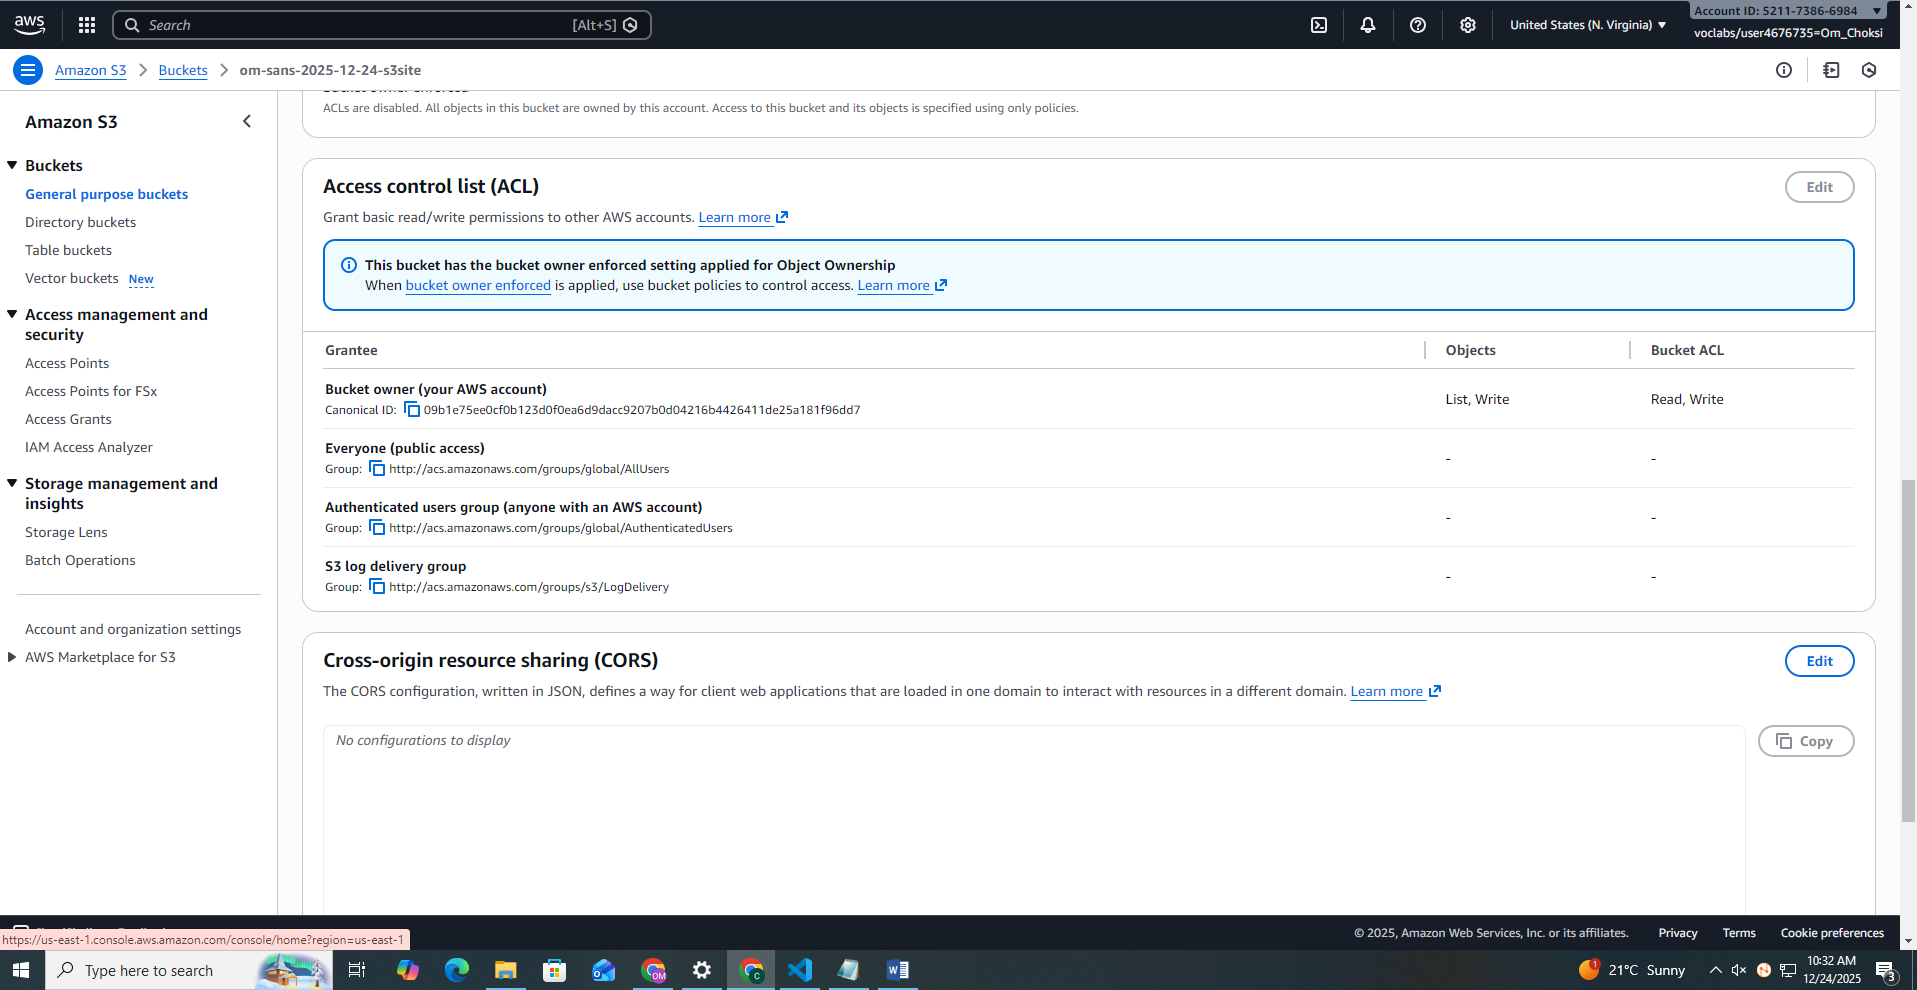 aws
Search
[Alt+S]
United States (N. Virginia)
Account ID: 5211-7386-6984
voclabs/user4676735=Om_Choksi
Amazon S3
Buckets
om-sans-2025-12-24-s3site
Amazon S3
Buckets
General purpose buckets
Directory buckets
Table buckets
Vector buckets New
Access management and
security
Access Points
Access Points for FSx
Access Grants
IAM Access Analyzer
Storage management and
insights
Storage Lens
Batch Operations
Account and organization settings
AWS Marketplace for S3
Bucket owner enforced
ACLs are disabled. All objects in this bucket are owned by this account. Access to this bucket and its objects is specified using only policies.
Access control list (ACL)
Edit
Grant basic read/write permissions to other AWS accounts. Learn more
This bucket has the bucket owner enforced setting applied for Object Ownership
When bucket owner enforced is applied, use bucket policies to control access. Learn more
Grantee Objects Bucket ACL
Bucket owner (your AWS account)
Canonical ID: 09b1e75ee0cf0b123d0f0ea6d9dacc9207b0d04216b4426411de25a181f96dd7
List, Write Read, Write
Everyone (public access)
Group: http://acs.amazonaws.com/groups/global/AllUsers
- -
Authenticated users group (anyone with an AWS account)
Group: http://acs.amazonaws.com/groups/global/AuthenticatedUsers
- -
S3 log delivery group
Group: http://acs.amazonaws.com/groups/s3/LogDelivery
- -
Cross-origin resource sharing (CORS)
Edit
The CORS configuration, written in JSON, defines a way for client web applications that are loaded in one domain to interact with resources in a different domain. Learn more
No configurations to display
Copy
https://us-east-1.console.aws.amazon.com/console/home?region=us-east-1
© 2025, Amazon Web Services, Inc. or its affiliates. Privacy Terms Cookie preferences
Type here to search
21°C Sunny
10:32 AM
12/24/2025
3